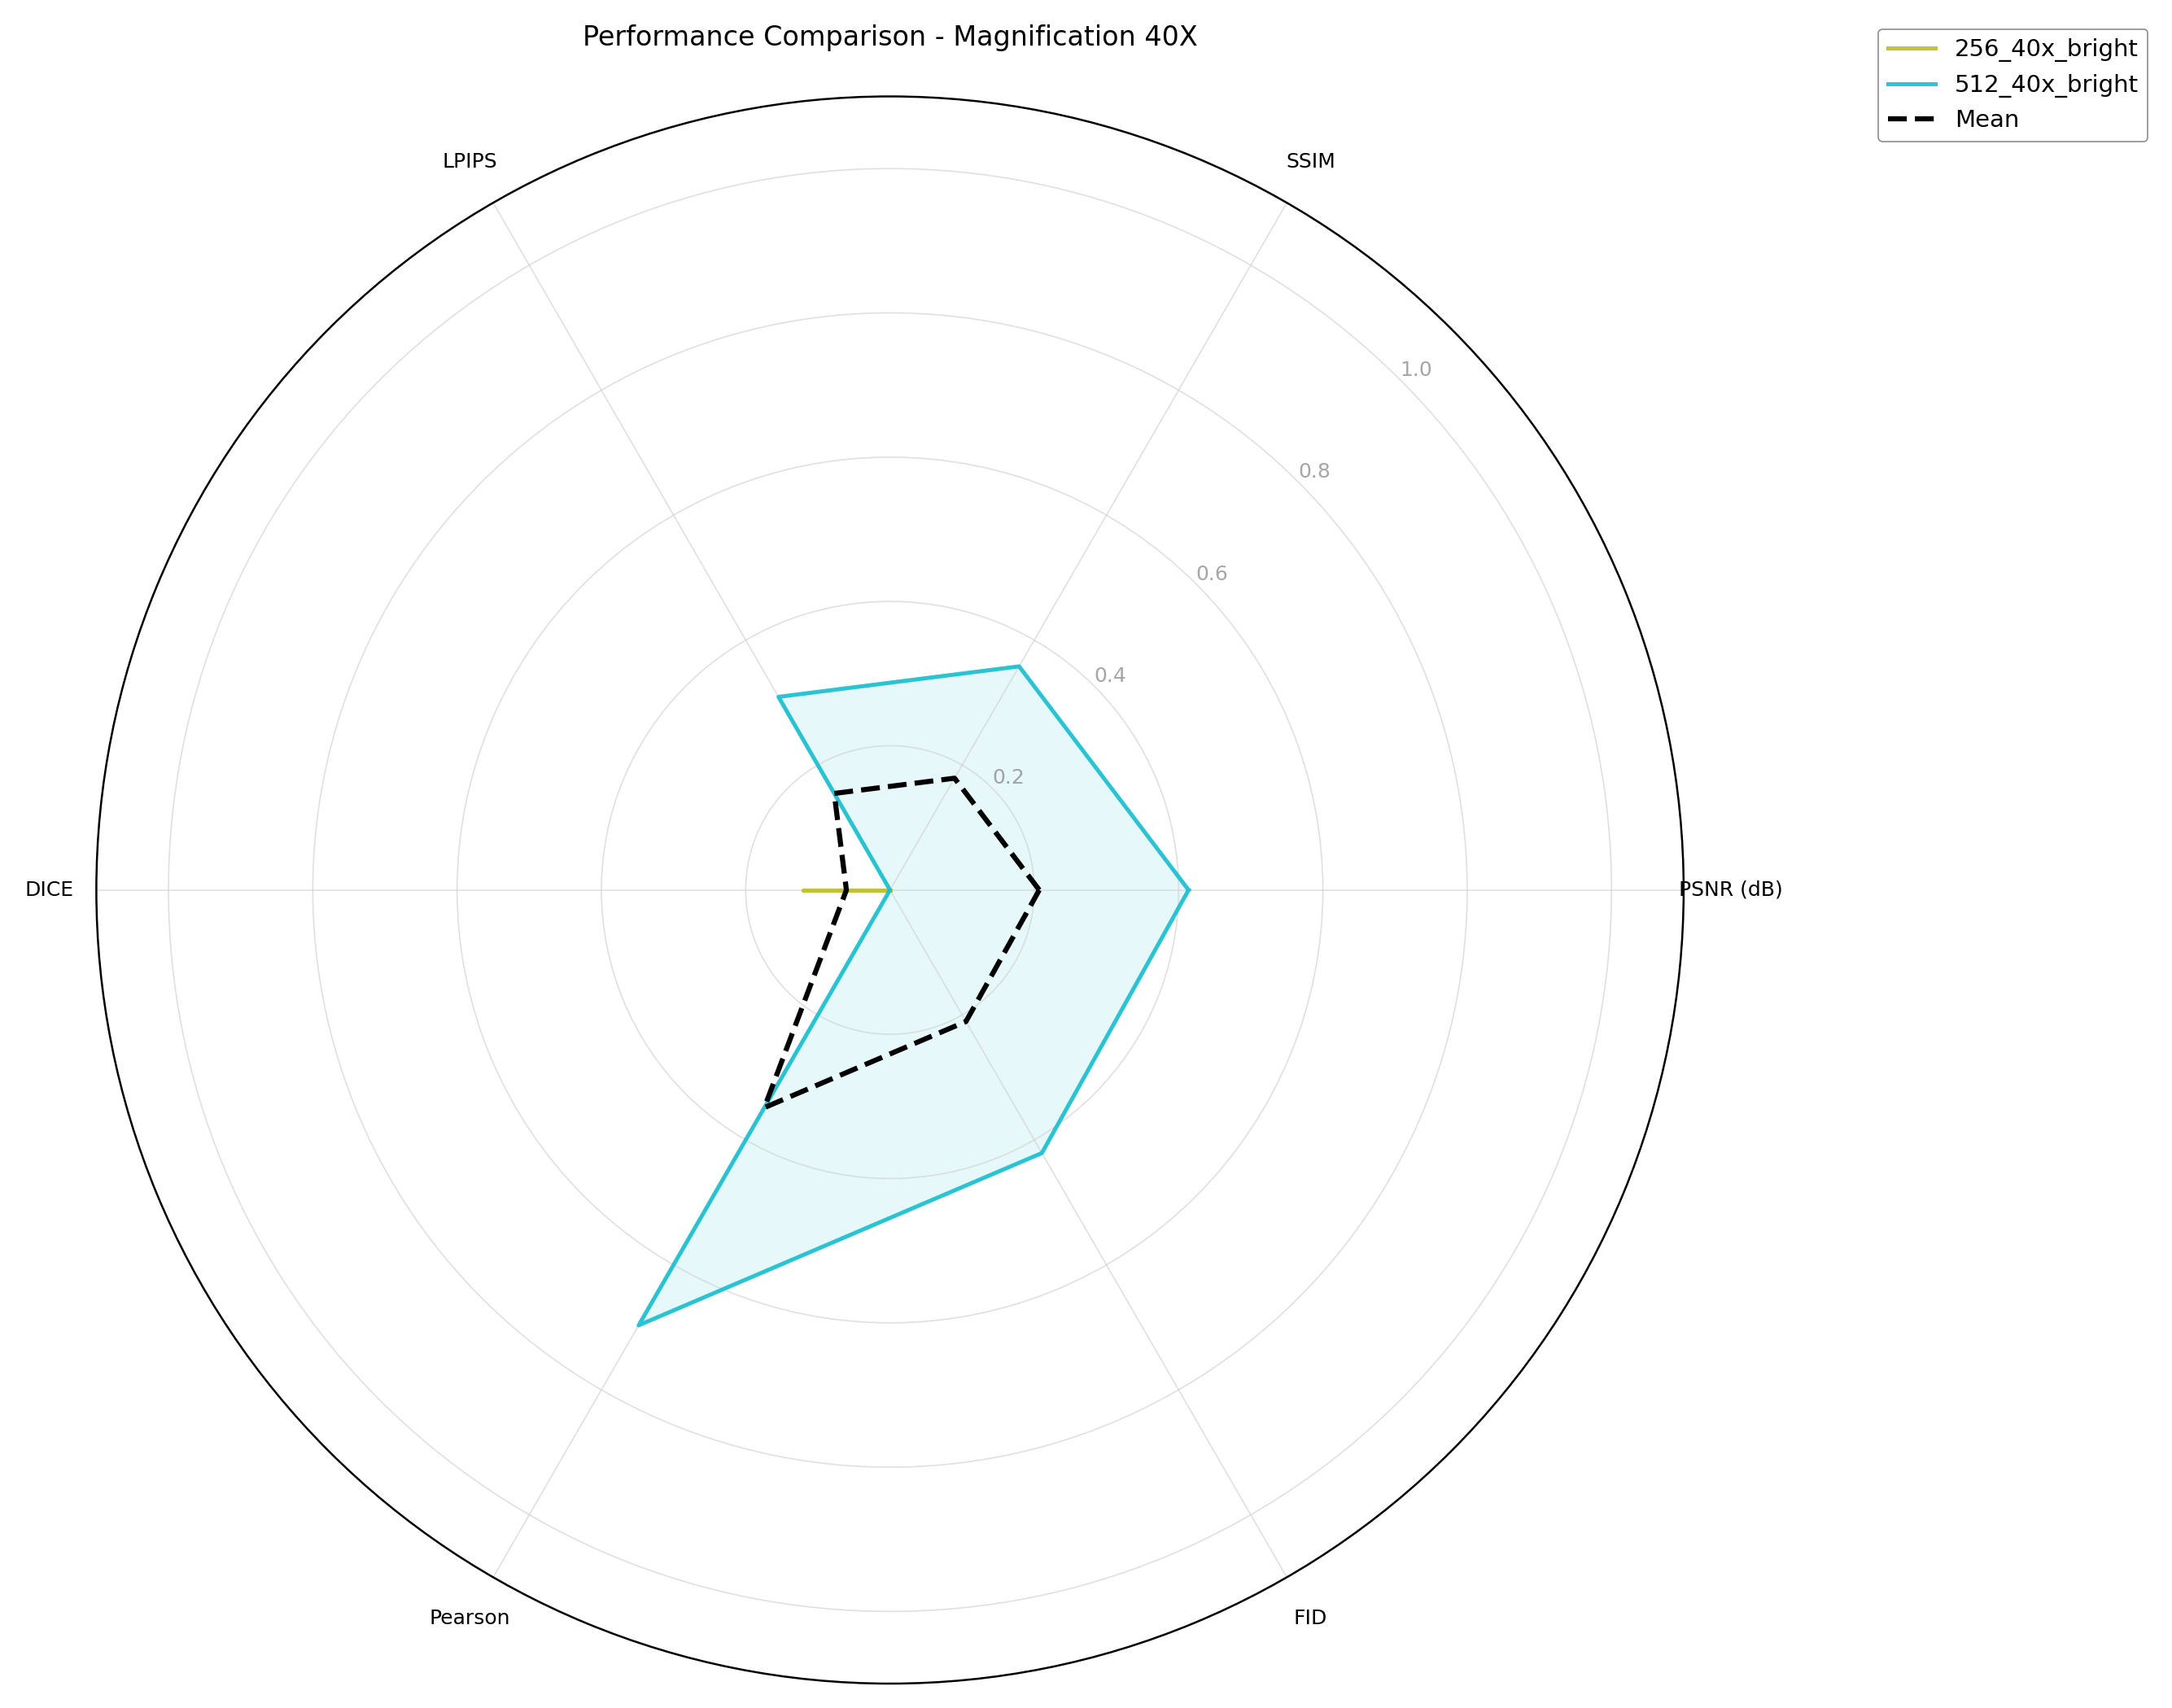 Performance Comparison - Magnification 40X
256_40x_bright
512_40x_bright
Mean
LPIPS
SSIM
1.0
0.8
0.6
0.4
0.2
DICE
PSNR (dB)
Pearson
FID